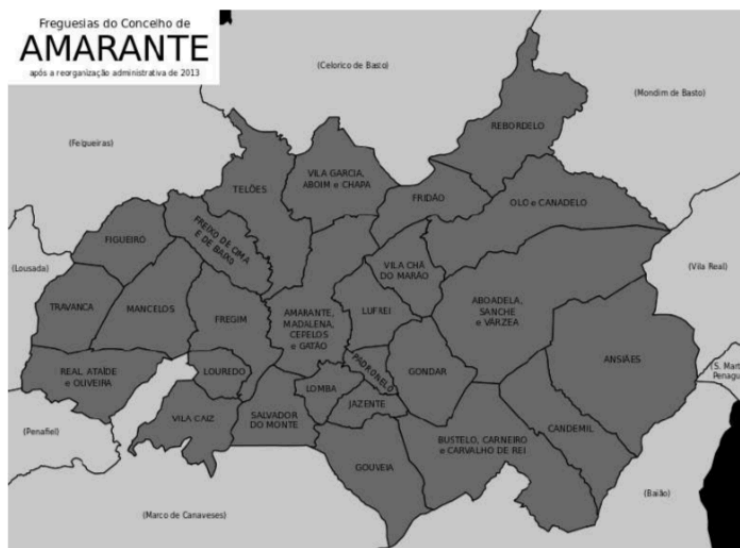 Freguesias do Concelho de
AMARANTE
após a reorganização administrativa de 2013
(Celorico de Basto)
(Mondim de Basto)
REBORDELO
(Felgueiras)
VILA GARCIA,
ABOIM e CHAPA
TELÕES
FRIDÃO
OLO e CANADELO
FREIXO DE CIMA
E DE BAIXO
FIGUEIRÓ
(Lousada)
VILA CHÃ
DO MARÃO
(Vila Real)
TRAVANCA
MANCELOS
FREGIM
AMARANTE,
MADALENA,
CEPELOS
e GATÃO
LUFREI
ABOADELA,
SANCHE
e VÁRZEA
ANSIÃES
REAL, ATAÍDE
e OLIVEIRA
LOUREDO
PADRONELO
GONDAR
(S. Mart
Penagu
LOMBA
JAZENTE
VILA CAIZ
SALVADOR
DO MONTE
CANDEMIL
(Penafiel)
BUSTELO, CARNEIRO
e CARVALHO DE REI
GOUVEIA
(Baião)
(Marco de Canaveses)